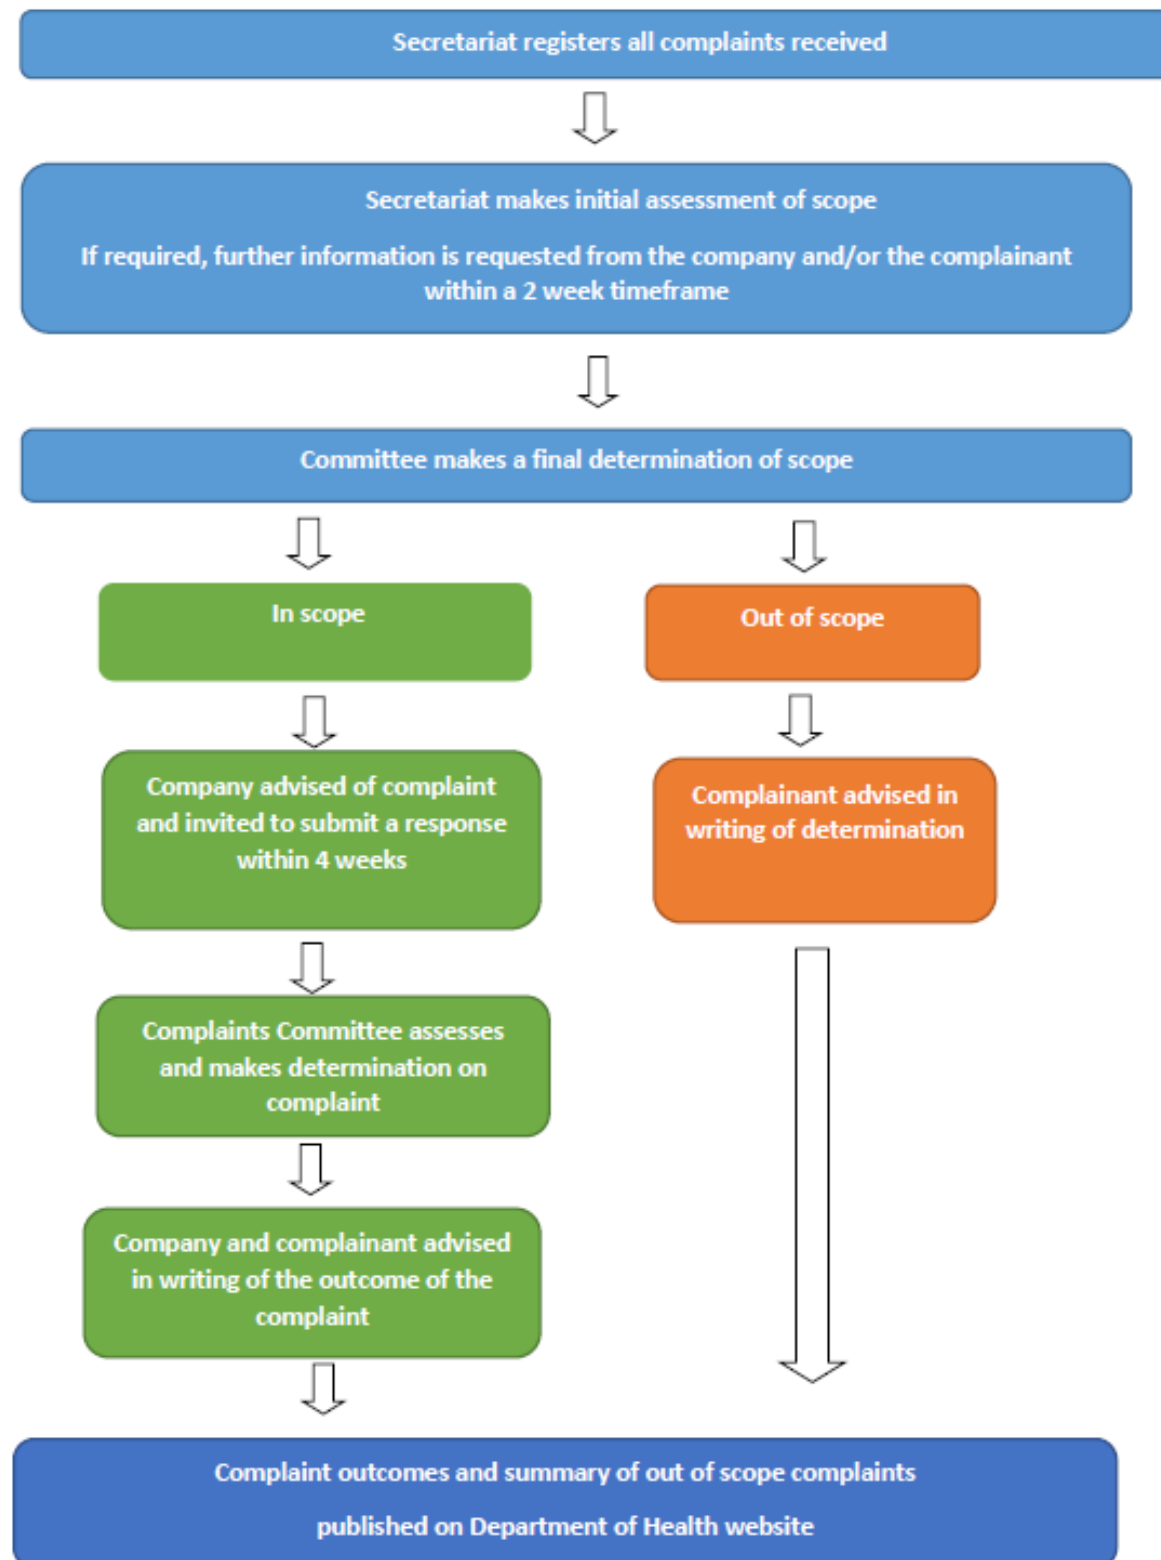 Secretariat registers all complaints received
Secretariat makes initial assessment of scope
If required, further information is requested from the company and/or the complainant
within a 2 week timeframe
Committee makes a final determination of scope
In scope
Out of scope
Company advised of complaint
and invited to submit a response
within 4 weeks
Complainant advised in
writing of determination
Complaints Committee assesses
and makes determination on
complaint
Company and complainant advised
in writing of the outcome of the
complaint
Complaint outcomes and summary of out of scope complaints
published on Department of Health website